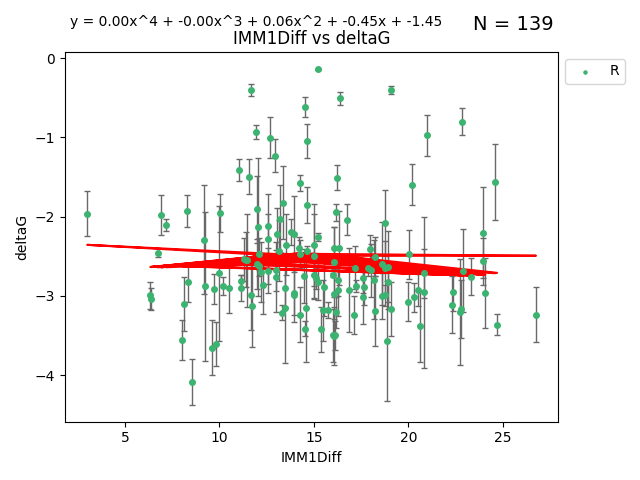 y = 0.00x^4 + -0.00x^3 + 0.06x^2 + -0.45x + -1.45
N = 139
IMM1Diff vs deltaG
R
deltaG
0
−1
−2
−3
−4
5 10 15 20 25
IMM1Diff